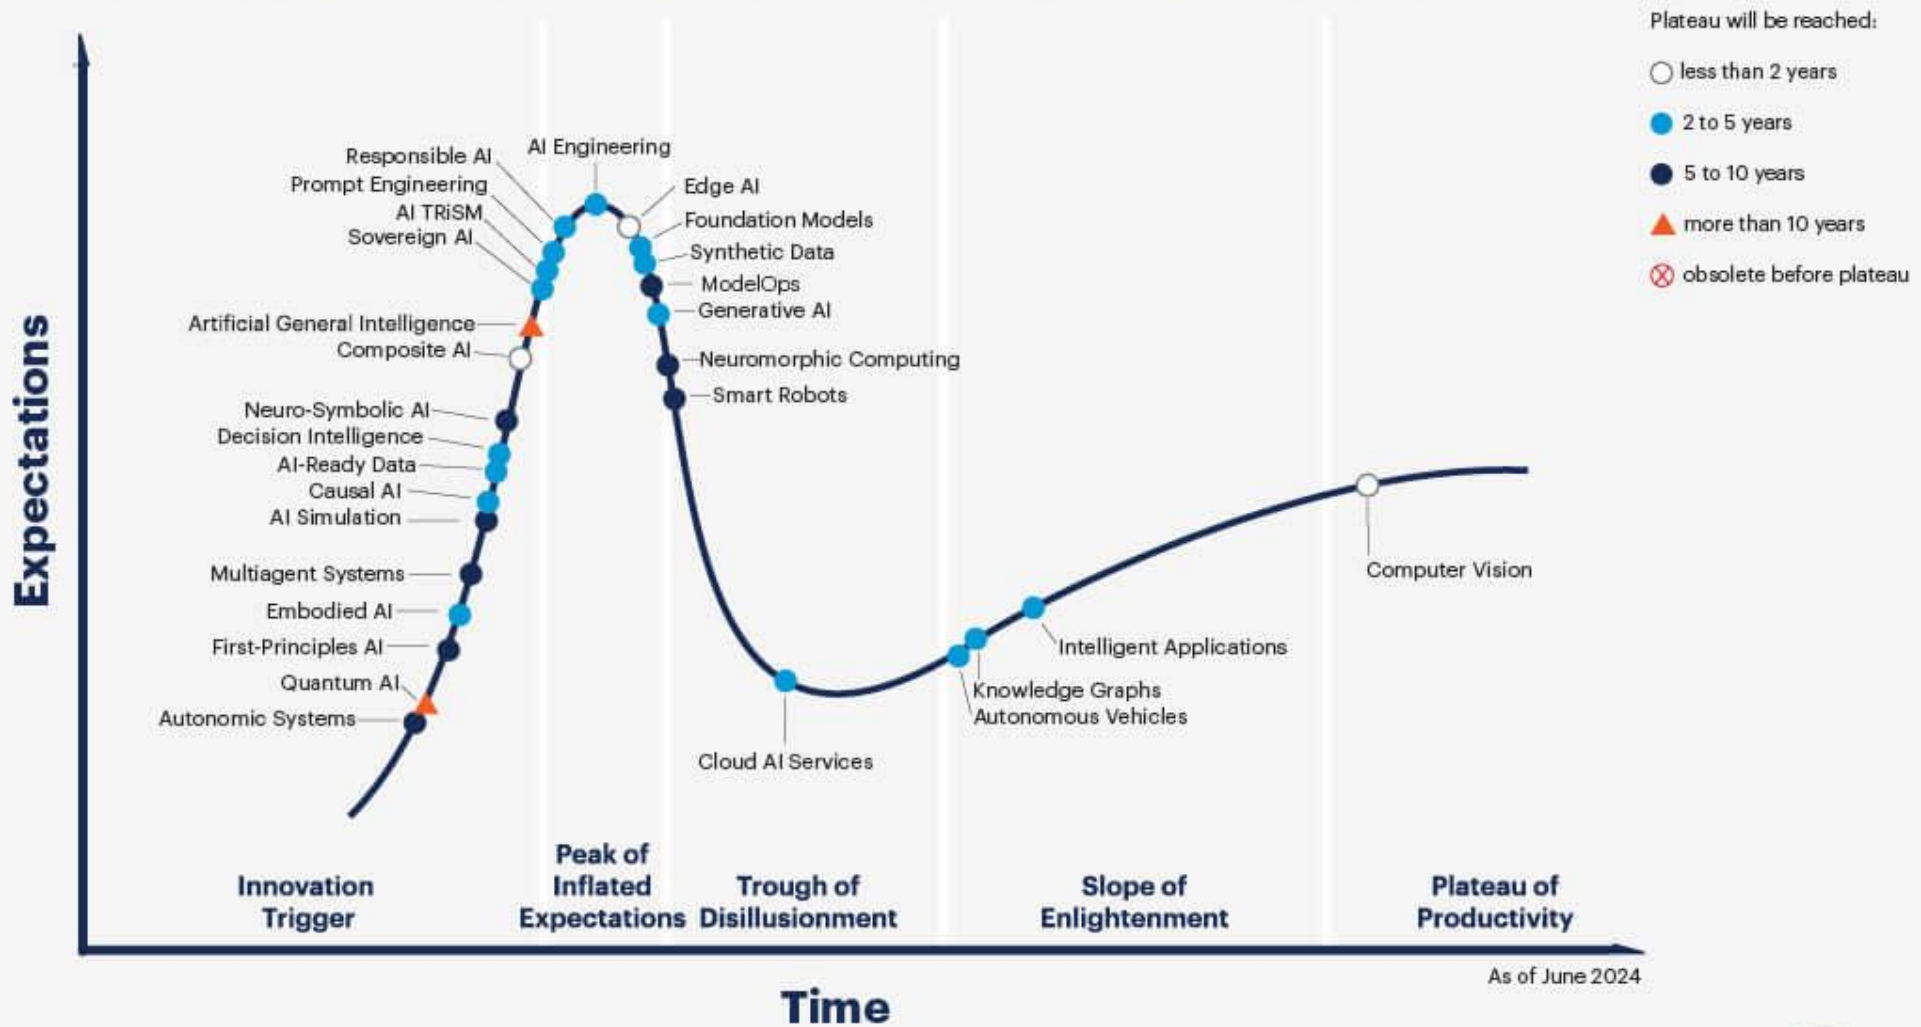 Plateau will be reached:
less than 2 years
2 to 5 years
5 to 10 years
more than 10 years
obsolete before plateau
Expectations
AI Engineering
Responsible AI
Prompt Engineering
AI TRiSM
Sovereign AI
Artificial General Intelligence
Composite AI
Neuro-Symbolic AI
Decision Intelligence
AI-Ready Data
Causal AI
AI Simulation
Multiagent Systems
Embodied AI
First-Principles AI
Quantum AI
Autonomic Systems
Edge AI
Foundation Models
Synthetic Data
ModelOps
Generative AI
Neuromorphic Computing
Smart Robots
Cloud AI Services
Knowledge Graphs
Autonomous Vehicles
Intelligent Applications
Computer Vision
Innovation
Trigger
Peak of
Inflated
Expectations
Trough of
Disillusionment
Slope of
Enlightenment
Plateau of
Productivity
As of June 2024
Time